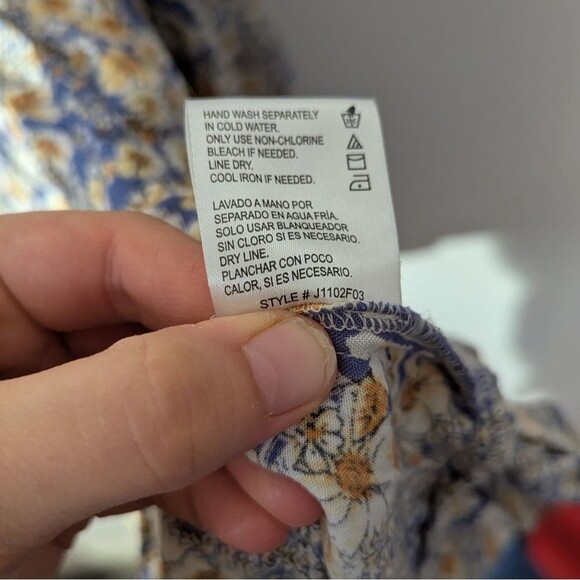 HAND WASH SEPARATELY
IN COLD WATER.
ONLY USE NON-CHLORINE
BLEACH IF NEEDED.
LINE DRY.
COOL IRON IF NEEDED.
LAVADO A MANO POR
SEPARADO EN AGUA FRÍA.
SOLO USAR BLANQUEADOR
SIN CLORO SI ES NECESARIO.
DRY LINE.
PLANCHAR CON POCO
CALOR, SI ES NECESARIO.
STYLE # J1102F03